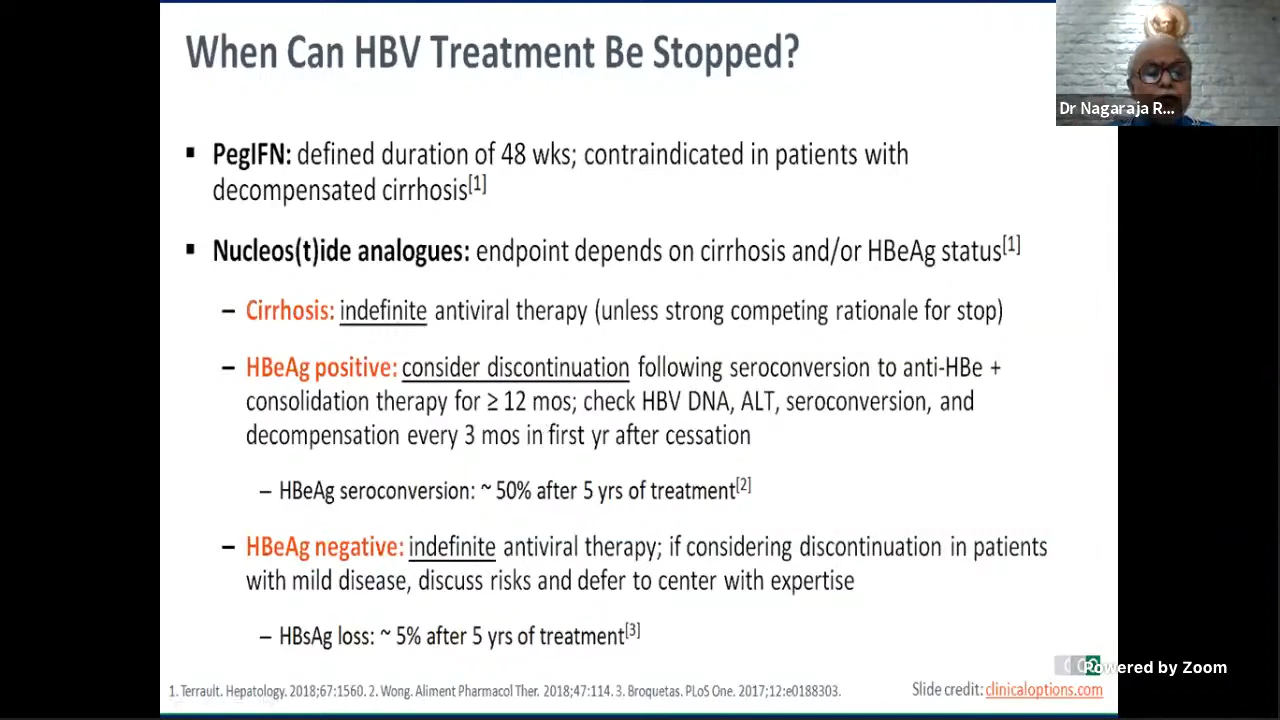 When Can HBV Treatment Be Stopped?
Dr Nagaraja R...
▪ PegIFN: defined duration of 48 wks; contraindicated in patients with
decompensated cirrhosis[1]
▪ Nucleos(t)ide analogues: endpoint depends on cirrhosis and/or HBeAg status[1]
– Cirrhosis: indefinite antiviral therapy (unless strong competing rationale for stop)
– HBeAg positive: consider discontinuation following seroconversion to anti-HBe +
consolidation therapy for ≥ 12 mos; check HBV DNA, ALT, seroconversion, and
decompensation every 3 mos in first yr after cessation
– HBeAg seroconversion: ~ 50% after 5 yrs of treatment[2]
– HBeAg negative: indefinite antiviral therapy; if considering discontinuation in patients
with mild disease, discuss risks and defer to center with expertise
– HBsAg loss: ~ 5% after 5 yrs of treatment[3]
Powered by Zoom
1. Terrault. Hepatology. 2018;67:1560. 2. Wong. Aliment Pharmacol Ther. 2018;47:114. 3. Broquetas. PLoS One. 2017;12:e0188303.
Slide credit: clinicaloptions.com